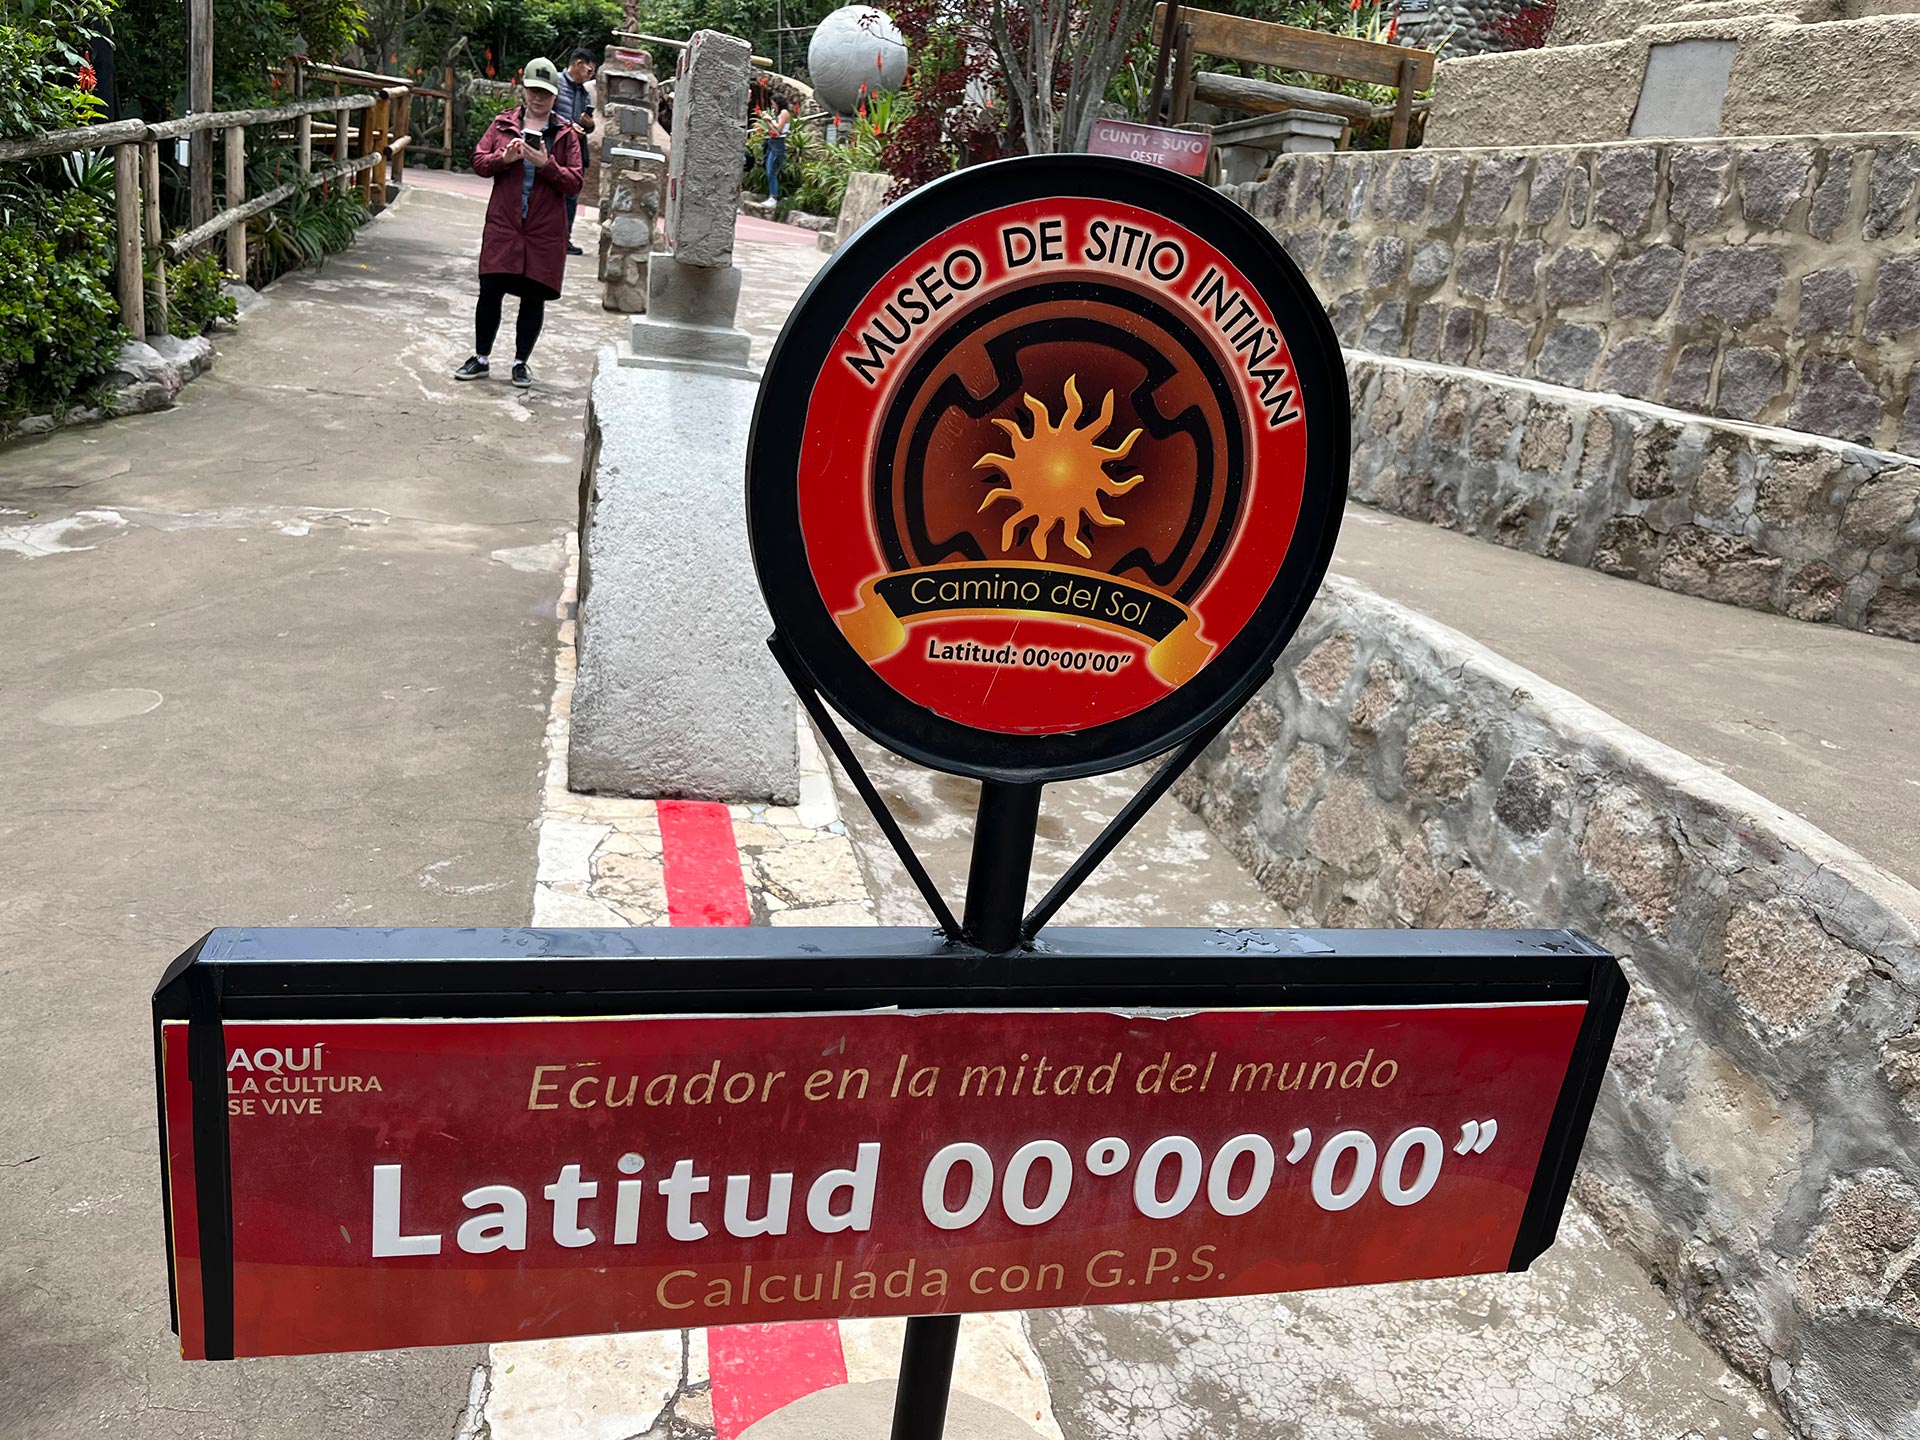 CUNTY - SUYO
OESTE
MUSEO DE SITIO INTIÑAN
Camino del Sol
Latitud: 00°00'00”
AQUÍ
LA CULTURA
SE VIVE
Ecuador en la mitad del mundo
Latitud 00°00’00”
Calculada con G.P.S.